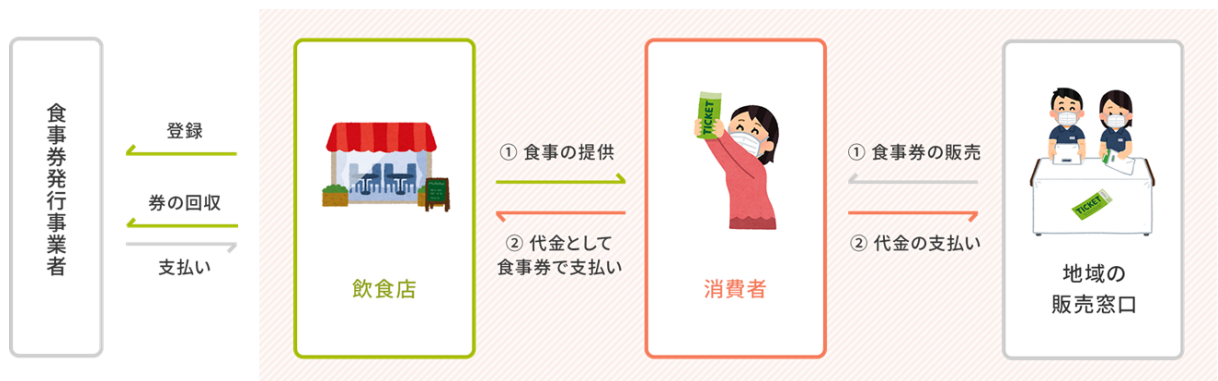 食事券発行事業者
登録
券の回収
支払い
飲食店
① 食事の提供
② 代金として
食事券で支払い
TICKET
消費者
① 食事券の販売
② 代金の支払い
TICKET
地域の
販売窓口